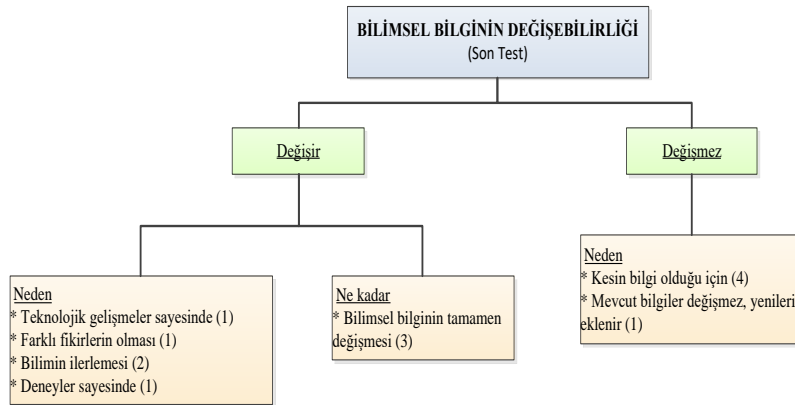 BİLİMSEL BİLGİNİN DEĞİŞEBİLİRLİĞİ
(Son Test)
Değişir
Değişmez
Neden
* Teknolojik gelişmeler sayesinde (1)
* Farklı fikirlerin olması (1)
* Bilimin ilerlemesi (2)
* Deneyler sayesinde (1)
Ne kadar
* Bilimsel bilginin tamamen
değişmesi (3)
Neden
* Kesin bilgi olduğu için (4)
* Mevcut bilgiler değişmez, yenileri
eklenir (1)